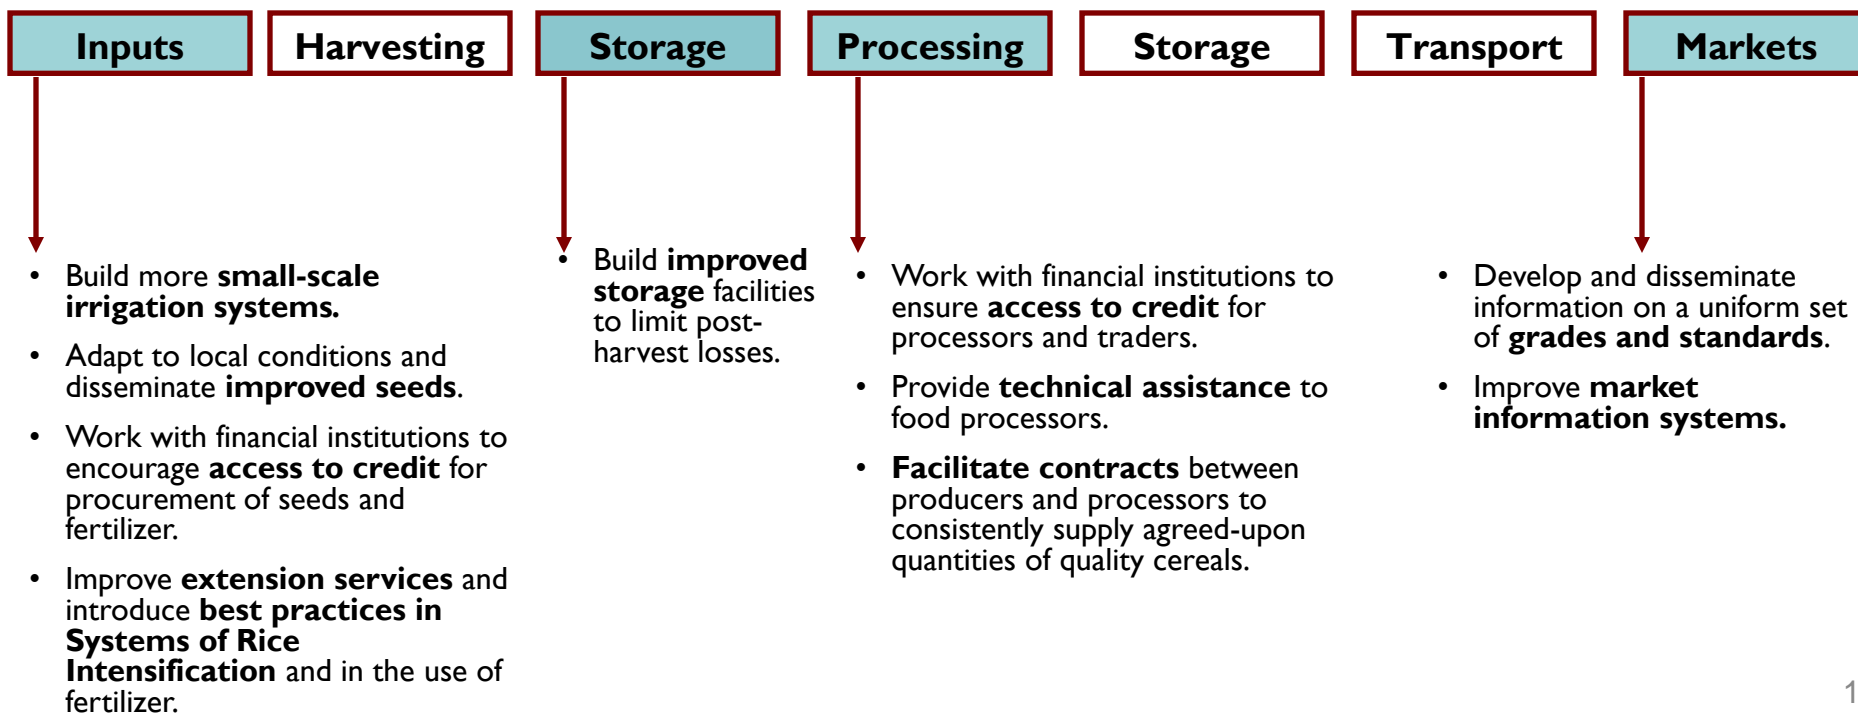 Inputs
Harvesting
Storage
Processing
Storage
Transport
Markets
• Build more small-scale
irrigation systems.
• Adapt to local conditions and
disseminate improved seeds.
• Work with financial institutions to
encourage access to credit for
procurement of seeds and
fertilizer.
• Improve extension services and
introduce best practices in
Systems of Rice
Intensification and in the use of
fertilizer.
• Build improved
storage facilities
to limit post-
harvest losses.
• Work with financial institutions to
ensure access to credit for
processors and traders.
• Provide technical assistance to
food processors.
• Facilitate contracts between
producers and processors to
consistently supply agreed-upon
quantities of quality cereals.
• Develop and disseminate
information on a uniform set
of grades and standards.
• Improve market
information systems.
1